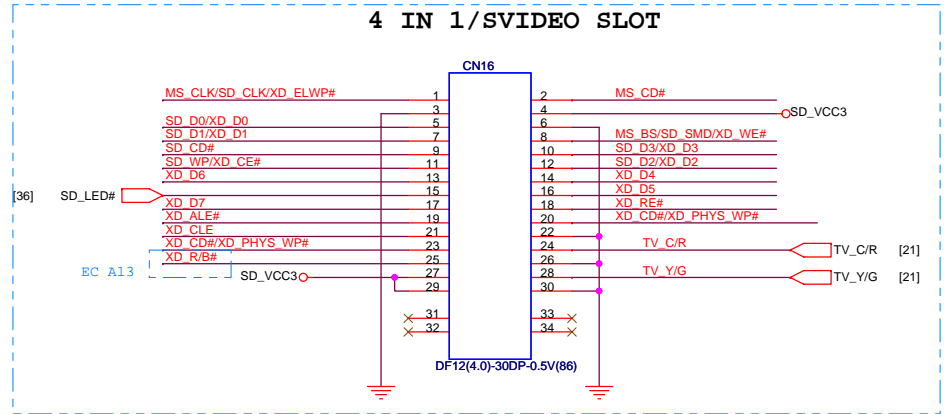 4 IN 1/SVIDEO SLOT
CN16
MS_CLK/SD_CLK/XD_ELWP# 1 2 MS_CD#
3 4 SD_VCC3
SD_D0/XD_D0 5 6
SD_D1/XD_D1 7 8 MS_BS/SD_SMD/XD_WE#
SD_CD# 9 10 SD_D3/XD_D3
SD_WP/XD_CE# 11 12 SD_D2/XD_D2
XD_D6 13 14 XD_D4
[36] SD_LED# 15 16 XD_D5
XD_D7 17 18 XD_RE#
XD_ALE# 19 20 XD_CD#/XD_PHYS_WP#
XD_CLE 21 22
XD_CD#/XD_PHYS_WP# 23 24 TV_C/R TV_C/R [21]
XD_R/B# 25 26
EC A13
SD_VCC3 27 28 TV_Y/G TV_Y/G [21]
29 30
31 33
32 34
DF12(4.0)-30DP-0.5V(86)